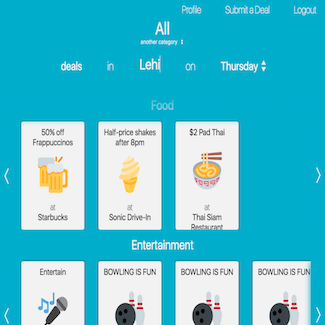 Profile Submit a Deal Logout
All
another category
deals in Lehi on Thursday
Food
50% off Frappuccinos
at
Starbucks
Half-price shakes after 8pm
at
Sonic Drive-In
$2 Pad Thai
at
Thai Siam Restaurant
Entertainment
Entertain
BOWLING IS FUN
BOWLING IS FUN
BOWLING IS FUN